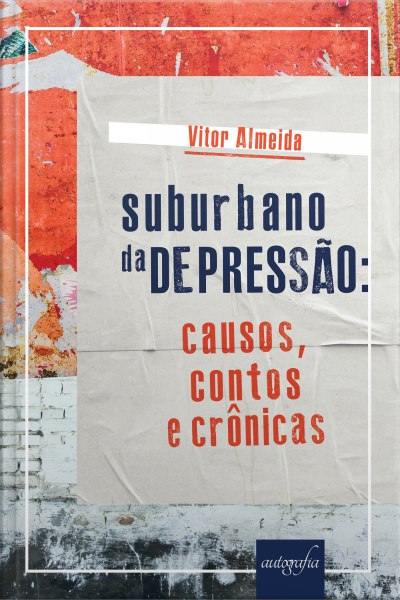 Vitor Almeida
suburbano
da DEPRESSÃO:
causos,
contos
e crônicas
autografia